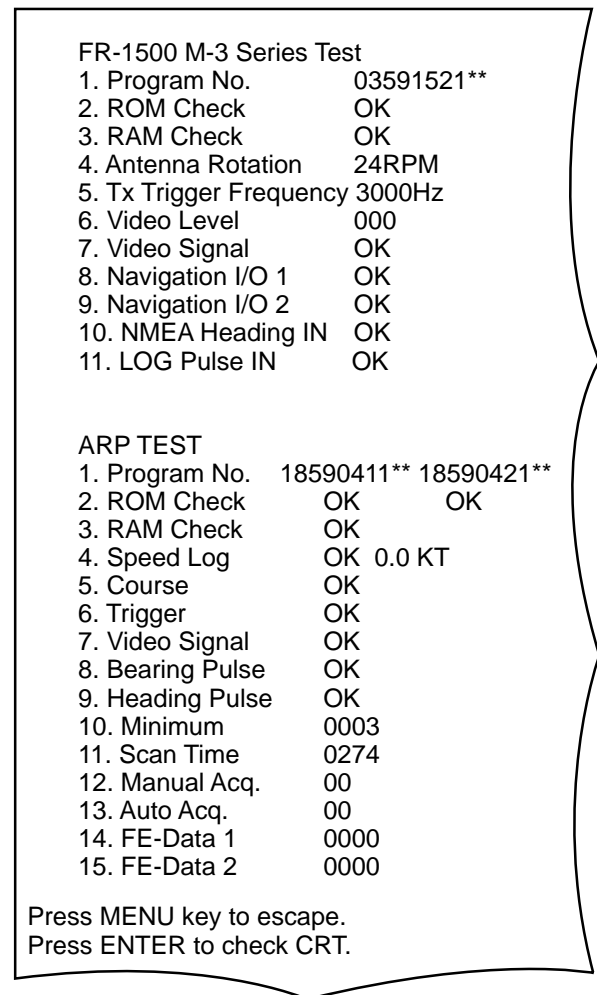 FR-1500 M-3 Series Test
1. Program No. 03591521**
2. ROM Check OK
3. RAM Check OK
4. Antenna Rotation 24RPM
5. Tx Trigger Frequency 3000Hz
6. Video Level 000
7. Video Signal OK
8. Navigation I/O 1 OK
9. Navigation I/O 2 OK
10. NMEA Heading IN OK
11. LOG Pulse IN OK
ARP TEST
1. Program No. 18590411** 18590421**
2. ROM Check OK OK
3. RAM Check OK
4. Speed Log OK 0.0 KT
5. Course OK
6. Trigger OK
7. Video Signal OK
8. Bearing Pulse OK
9. Heading Pulse OK
10. Minimum 0003
11. Scan Time 0274
12. Manual Acq. 00
13. Auto Acq. 00
14. FE-Data 1 0000
15. FE-Data 2 0000
Press MENU key to escape.
Press ENTER to check CRT.